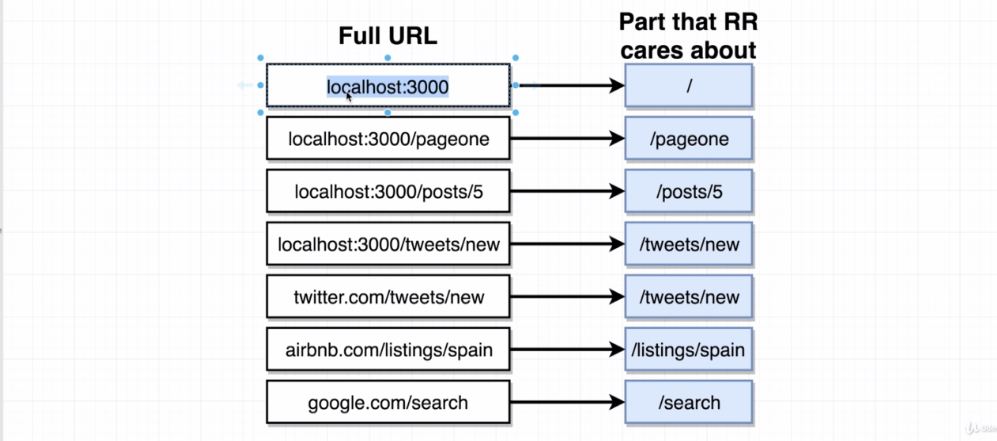 Full URL
Part that RR
cares about
localhost:3000
/
localhost:3000/pageone
/pageone
localhost:3000/posts/5
/posts/5
localhost:3000/tweets/new
/tweets/new
twitter.com/tweets/new
/tweets/new
airbnb.com/listings/spain
/listings/spain
google.com/search
/search